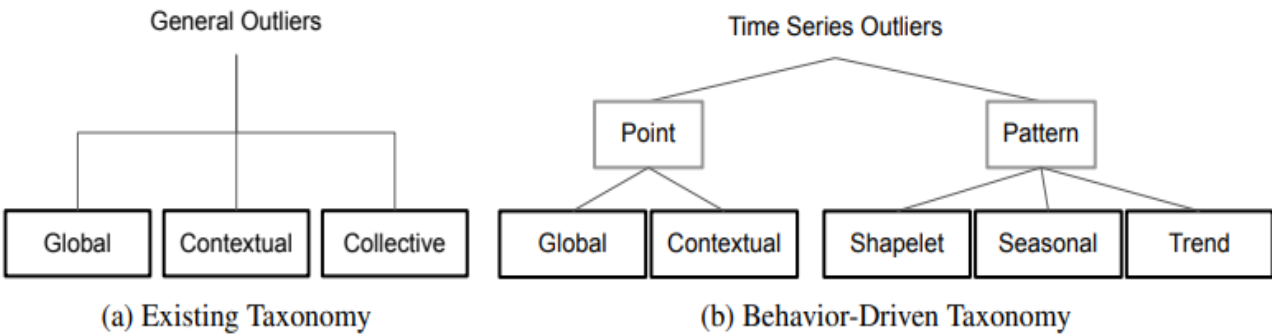 General Outliers
Global
Contextual
Collective
(a) Existing Taxonomy
Time Series Outliers
Point
Pattern
Global
Contextual
Shapelet
Seasonal
Trend
(b) Behavior-Driven Taxonomy